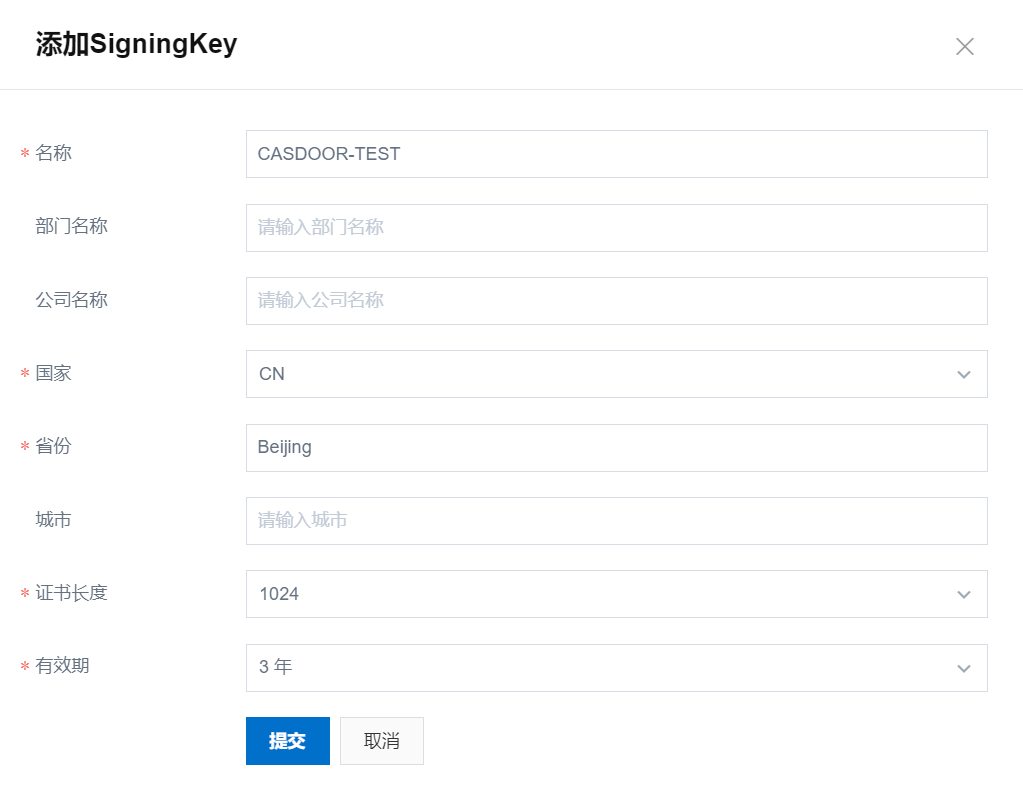 添加SigningKey
* 名称 CASDOOR-TEST
部门名称 请输入部门名称
公司名称 请输入公司名称
* 国家 CN
* 省份 Beijing
城市 请输入城市
* 证书长度 1024
* 有效期 3 年
提交 取消